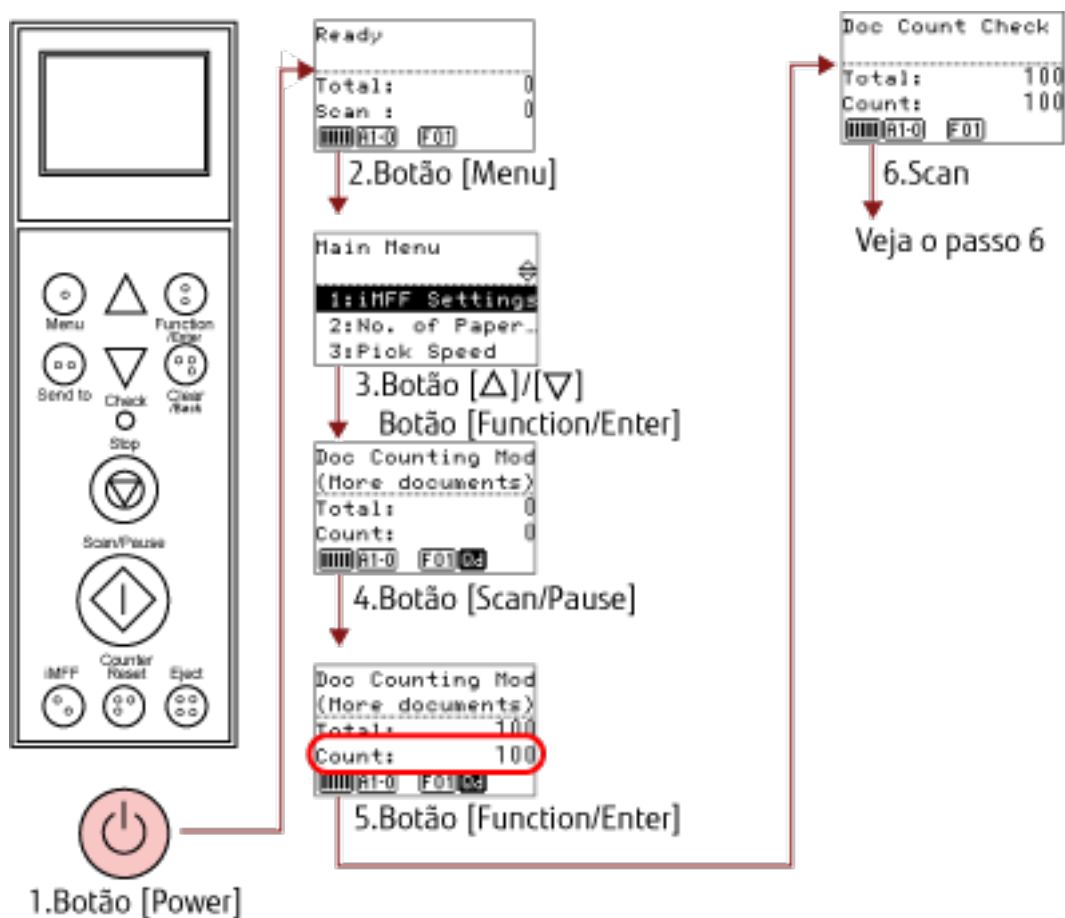 Menu
Function
/Enter
Send to
Check
Clear
/Back
Stop
Scan/Pause
iMFF
Counter
Reset
Eject
1.Botão [Power]
Ready
Total: 0
Scan : 0
A1-0 F01
2.Botão [Menu]
Main Menu
1:iMFF Settings
2:No. of Paper…
3:Pick Speed
3.Botão [△]/[▽]
Botão [Function/Enter]
Doc Counting Mod
(More documents)
Total: 0
Count: 0
A1-0 F01 Dd
4.Botão [Scan/Pause]
Doc Counting Mod
(More documents)
Total: 100
Count: 100
A1-0 F01 Dd
5.Botão [Function/Enter]
Doc Count Check
Total: 100
Count: 100
A1-0 F01
6.Scan
Veja o passo 6